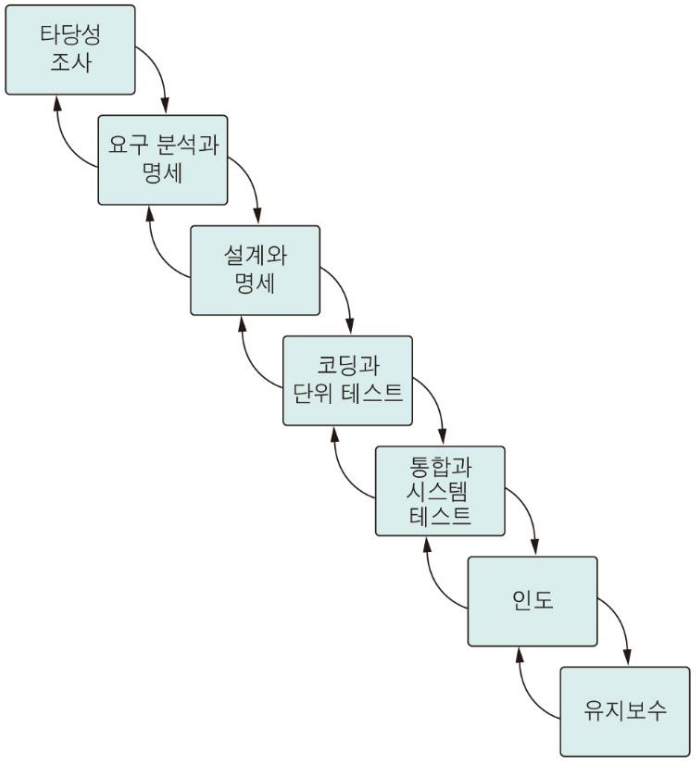 타당성
조사
요구 분석과
명세
설계와
명세
코딩과
단위 테스트
통합과
시스템
테스트
인도
유지보수